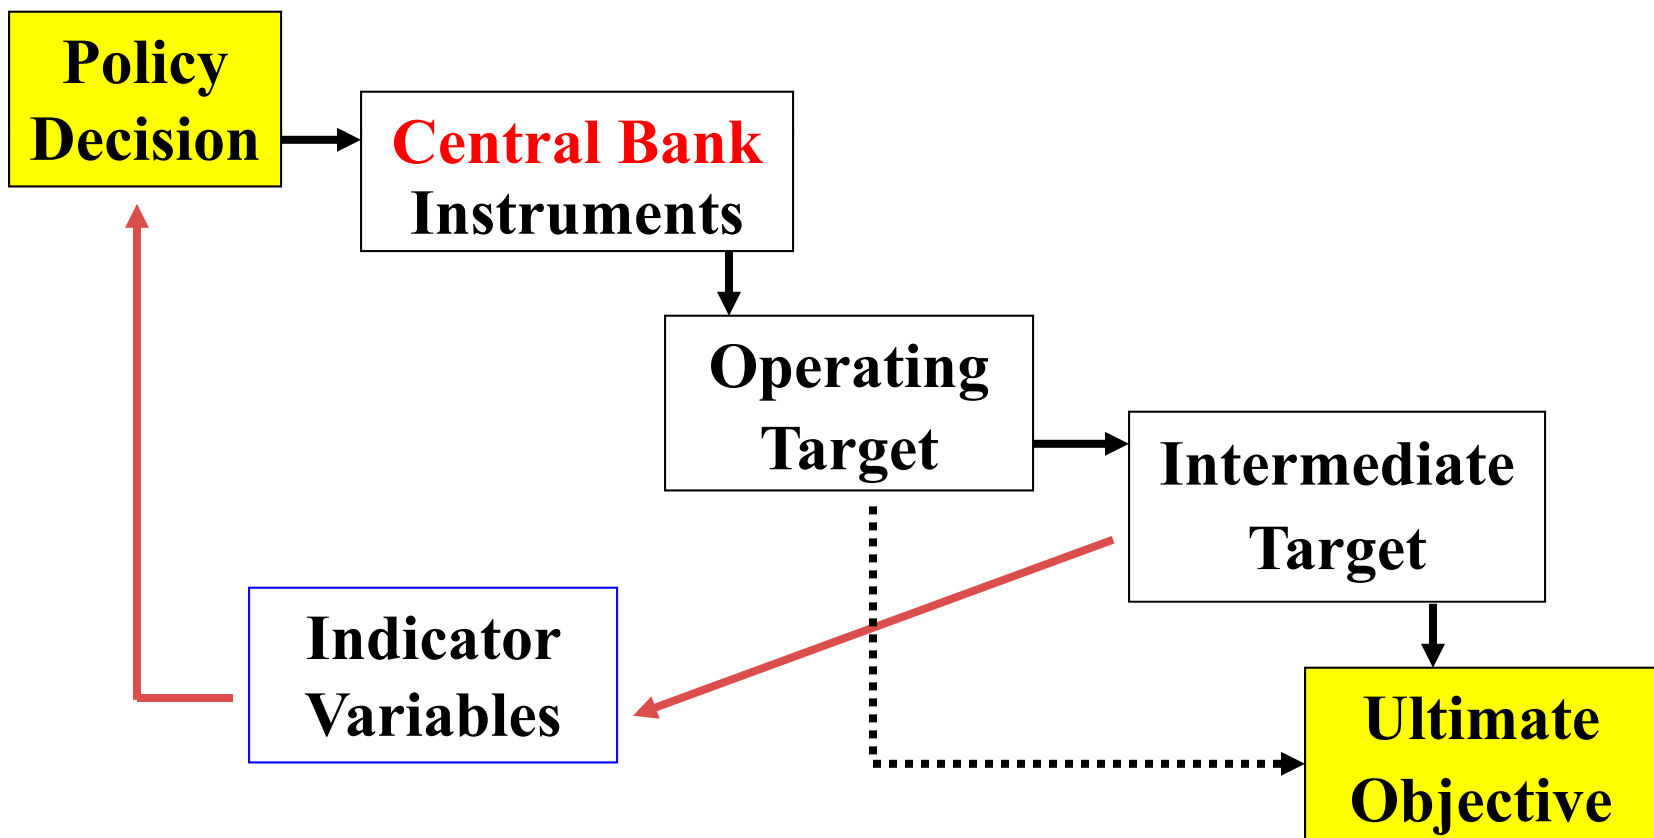 Policy
Decision
Central Bank
Instruments
Operating
Target
Intermediate
Target
Indicator
Variables
Ultimate
Objective